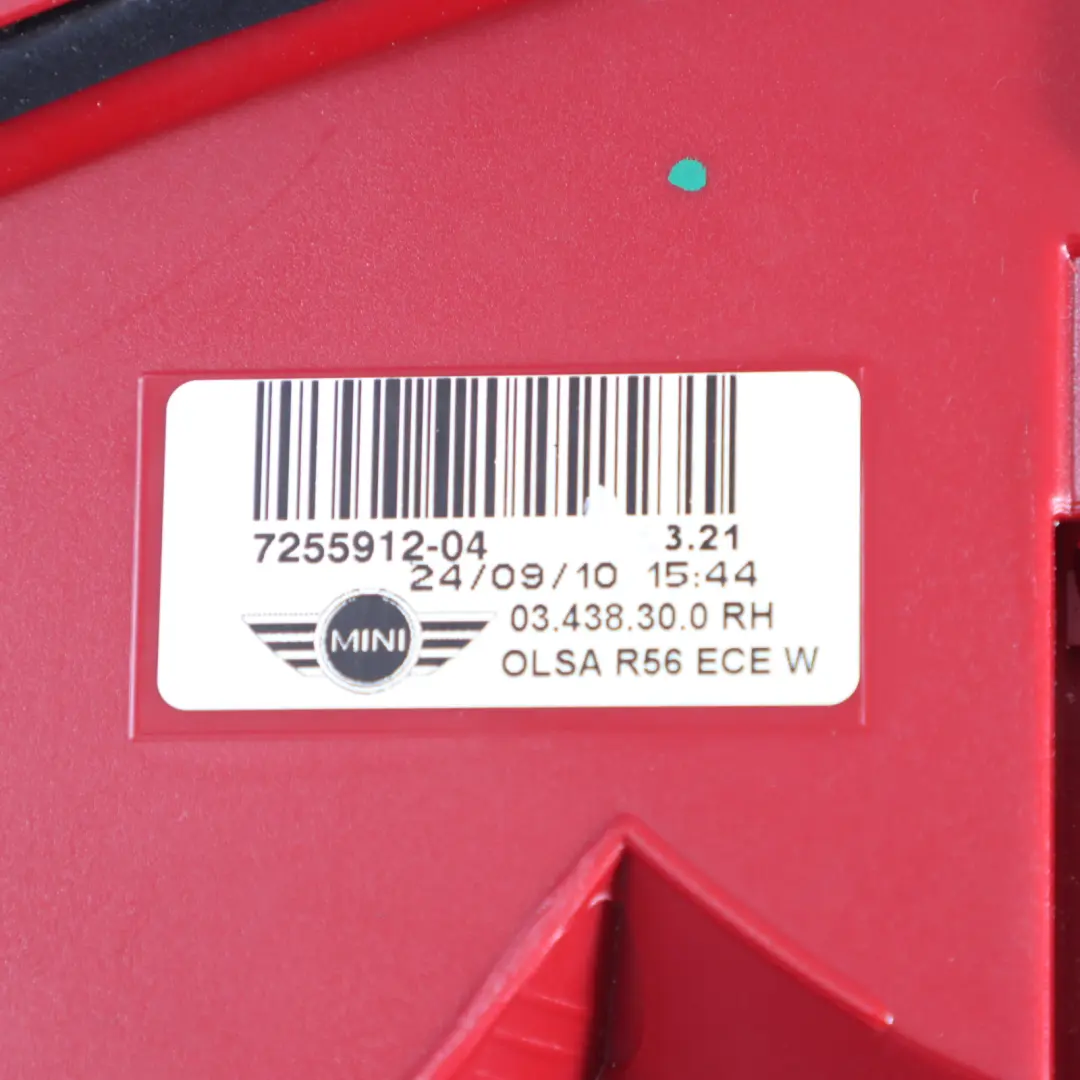 7255912-04 3.21
24/09/10 15:44
03.438.30.0 RH
MINI
OLSA R56 ECE W